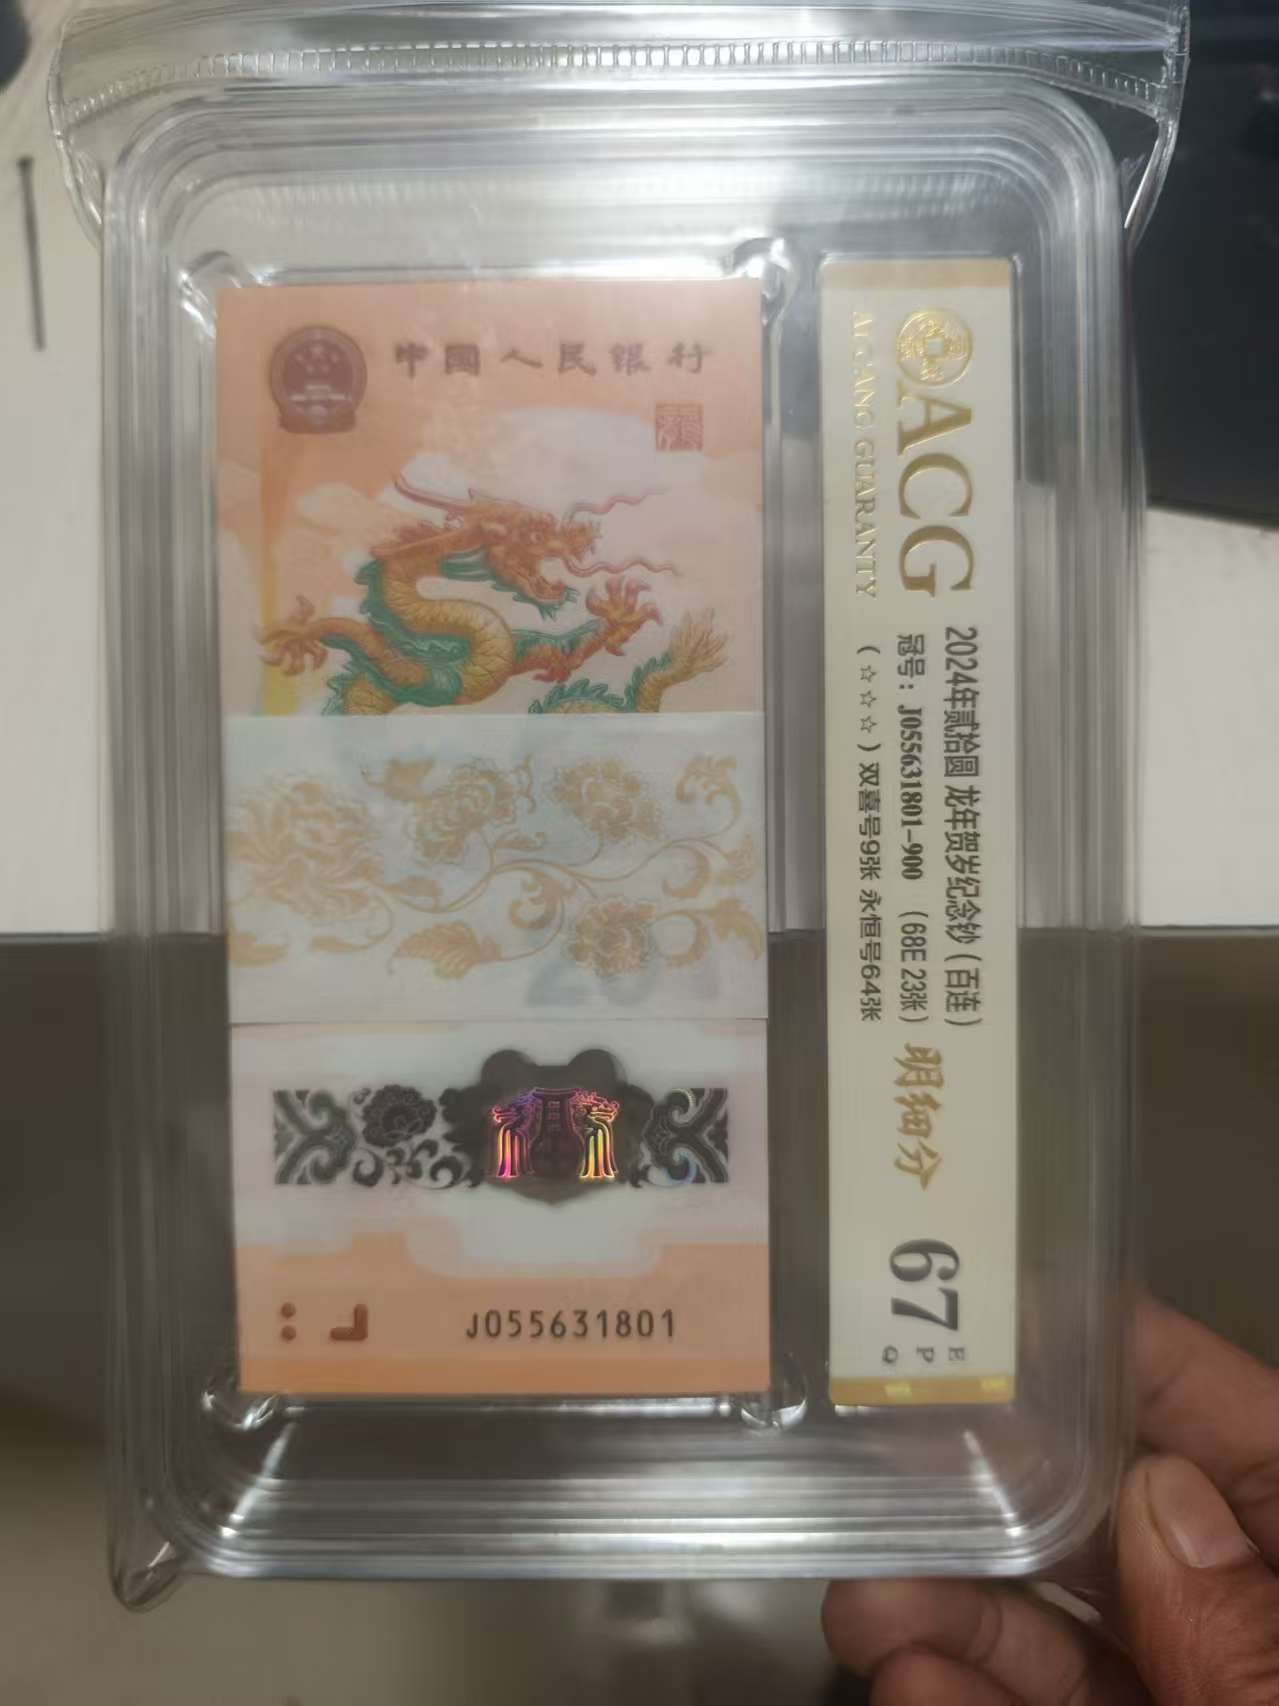 中国人民银行
J055631801
ACG
AI CANG GUARANTY
2024年贰拾圆 龙年贺岁纪念钞（百连）
冠号：J055631801-900 （68E 23张）
（☆☆☆）双喜号9张 永恒号64张
明细分
67
E
P
Q